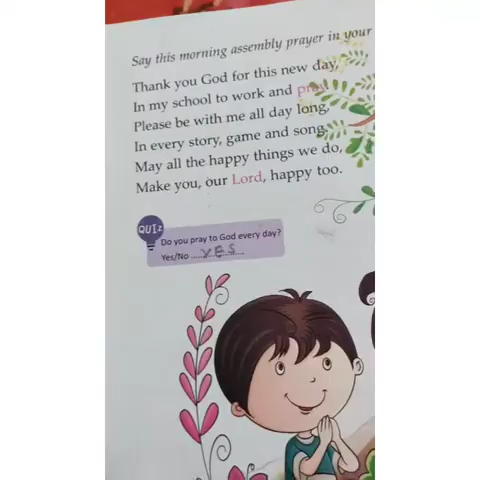 Say this morning assembly prayer in your
Thank you God for this new day,
In my school to work and pray.
Please be with me all day long,
In every story, game and song.
May all the happy things we do,
Make you, our Lord, happy too.
QUIZ
Do you pray to God every day?
Yes/No ....YES....